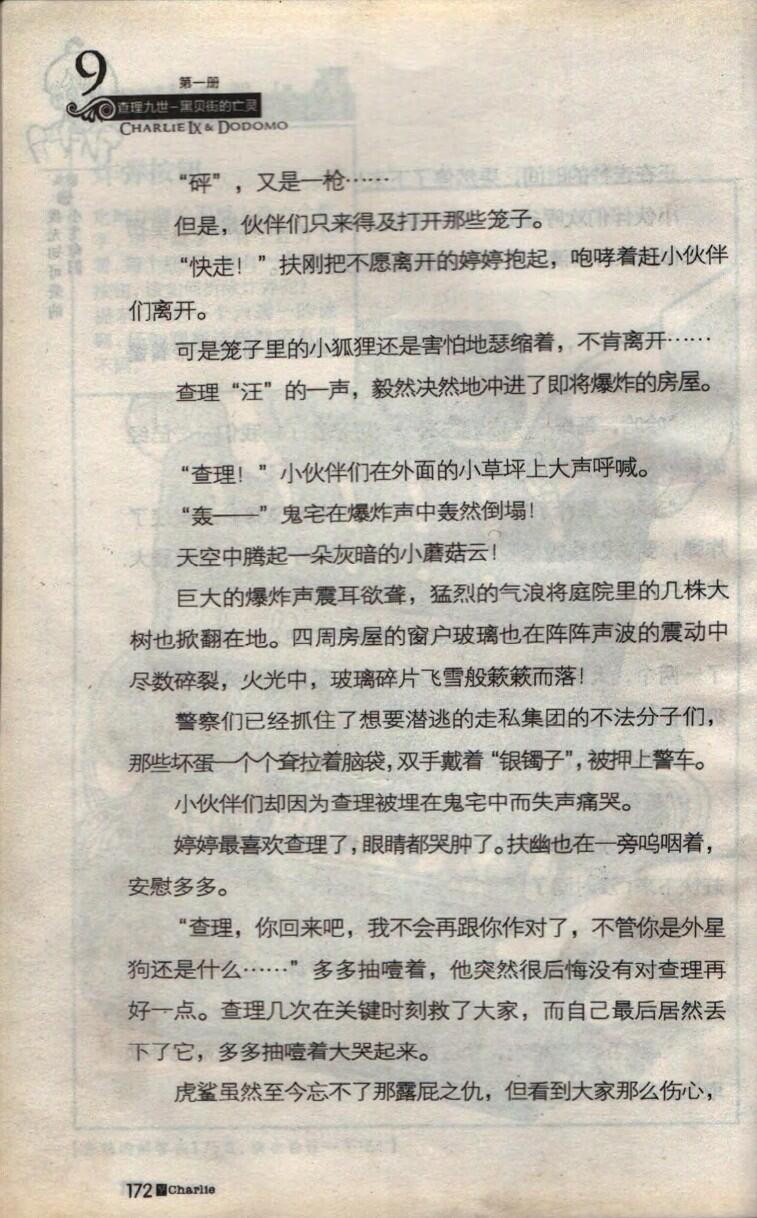 9
第一册
查理九世-黑贝街的亡灵
CHARLIE IX & DODOMO
“砰”，又是一枪……
但是，伙伴们只来得及打开那些笼子。
“快走！”扶刚把不愿离开的婷婷抱起，咆哮着赶小伙伴
们离开。
可是笼子里的小狐狸还是害怕地瑟缩着，不肯离开……
查理“汪”的一声，毅然决然地冲进了即将爆炸的房屋。
“查理！”小伙伴们在外面的小草坪上大声呼喊。
“轰——”鬼宅在爆炸声中轰然倒塌！
天空中腾起一朵灰暗的小蘑菇云！
巨大的爆炸声震耳欲聋，猛烈的气浪将庭院里的几株大
树也掀翻在地。四周房屋的窗户玻璃也在阵阵声波的震动中
尽数碎裂，火光中，玻璃碎片飞雪般簌簌而落！
警察们已经抓住了想要潜逃的走私集团的不法分子们，
那些坏蛋一个个耷拉着脑袋，双手戴着“银镯子”，被押上警车。
小伙伴们却因为查理被埋在鬼宅中而失声痛哭。
婷婷最喜欢查理了，眼睛都哭肿了。扶幽也在一旁呜咽着，
安慰多多。
“查理，你回来吧，我不会再跟你作对了，不管你是外星
狗还是什么……”多多抽噎着，他突然很后悔没有对查理再
好一点。查理几次在关键时刻救了大家，而自己最后居然丢
下了它，多多抽噎着大哭起来。
虎鲨虽然至今忘不了那露屁之仇，但看到大家那么伤心，
172 Charlie